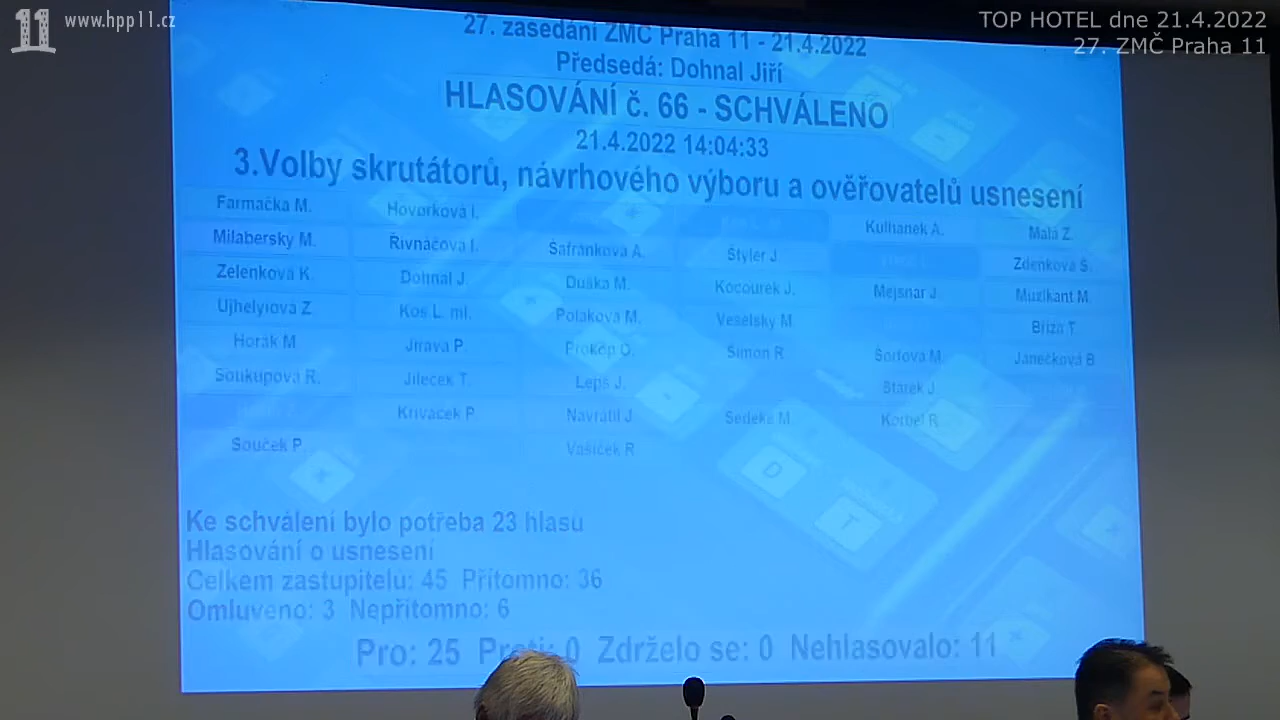 11 www.hpp11.cz
TOP HOTEL dne 21.4.2022
27. ZMČ Praha 11
27. zasedání ZMČ Praha 11 - 21.4.2022
Předsedá: Dohnal Jiří
HLASOVÁNÍ č. 66 - SCHVÁLENO
21.4.2022 14:04:33
3.Volby skrutátorů, návrhového výboru a ověřovatelů usnesení
Farmačka M. Hovorková I. Kulhánek A. Malá Z.
Milaberský M. Řivnáčová I. Šafránková A. Štyler J. Zdeňková Š.
Zelenková K. Dohnal J. Duška M. Kocourek J. Mejsnar J. Muzikant M.
Ujhelyiová Z. Kos L. ml. Poláková M. Veselský M. Bříza T.
Horák M. Jirava P. Prokop O. Šimon R. Šorfová M. Janečková B.
Soukupová R. Jíleček T. Lepš J. Stárek J.
Křiváček P. Navrátil J. Sedeke M. Korbel R.
Souček P. Vašíček R.
Ke schválení bylo potřeba 23 hlasů
Hlasování o usnesení
Celkem zastupitelů: 45 Přítomno: 36
Omluveno: 3 Nepřítomno: 6
Pro: 25 Proti: 0 Zdrželo se: 0 Nehlasovalo: 11